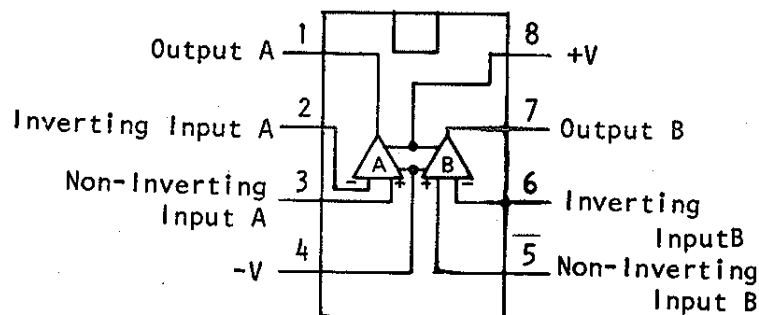 1
Output A
8
+V
2
Inverting Input A
7
Output B
A
B
- + + -
Non-Inverting
Input A
3
6
Inverting
InputB
4
-V
5
Non-Inverting
Input B